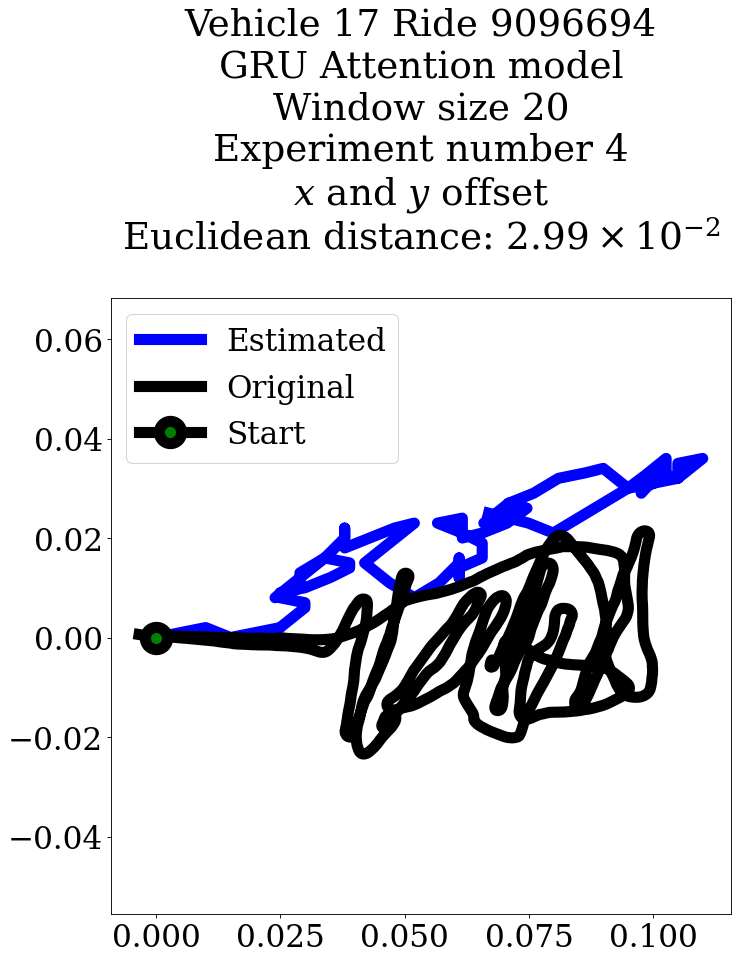 Vehicle 17 Ride 9096694
GRU Attention model
Window size 20
Experiment number 4
x and y offset
Euclidean distance: 2.99 × 10⁻²
Estimated
Original
Start
0.06
0.04
0.02
0.00
−0.02
−0.04
0.000 0.025 0.050 0.075 0.100